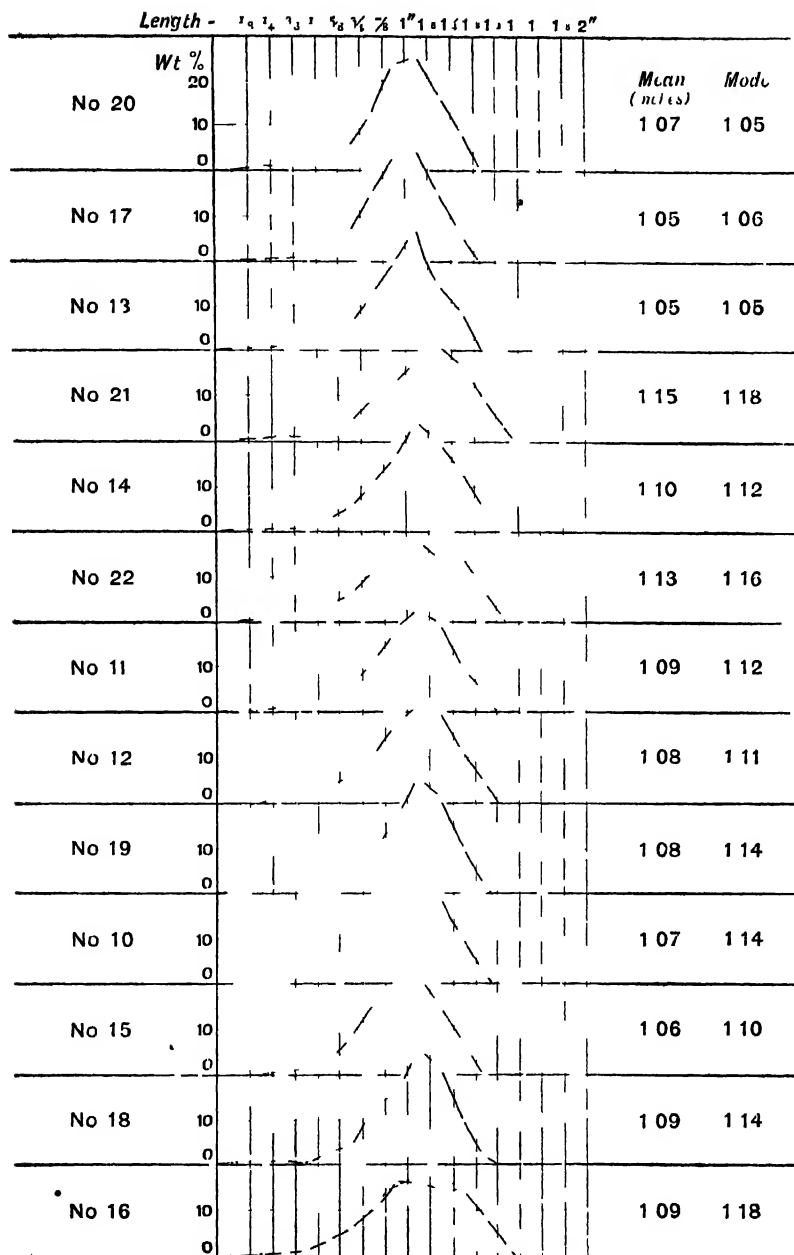 Length - 1" 2"
Wt %
Mean Mode
20
No 20 10 1 07 1 05
0
No 17 10 1 05 1 06
0
No 13 10 1 05 1 05
0
No 21 10 1 15 1 18
0
No 14 10 1 10 1 12
0
No 22 10 1 13 1 16
0
No 11 10 1 09 1 12
0
No 12 10 1 08 1 11
0
No 19 10 1 08 1 14
0
No 10 10 1 07 1 14
0
No 15 10 1 06 1 10
0
No 18 10 1 09 1 14
0
No 16 10 1 09 1 18
0